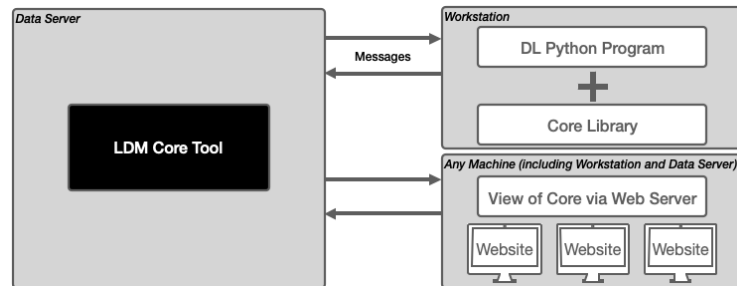 Data Server
LDM Core Tool
Messages
Workstation
DL Python Program
Core Library
Any Machine (including Workstation and Data Server)
View of Core via Web Server
Website
Website
Website